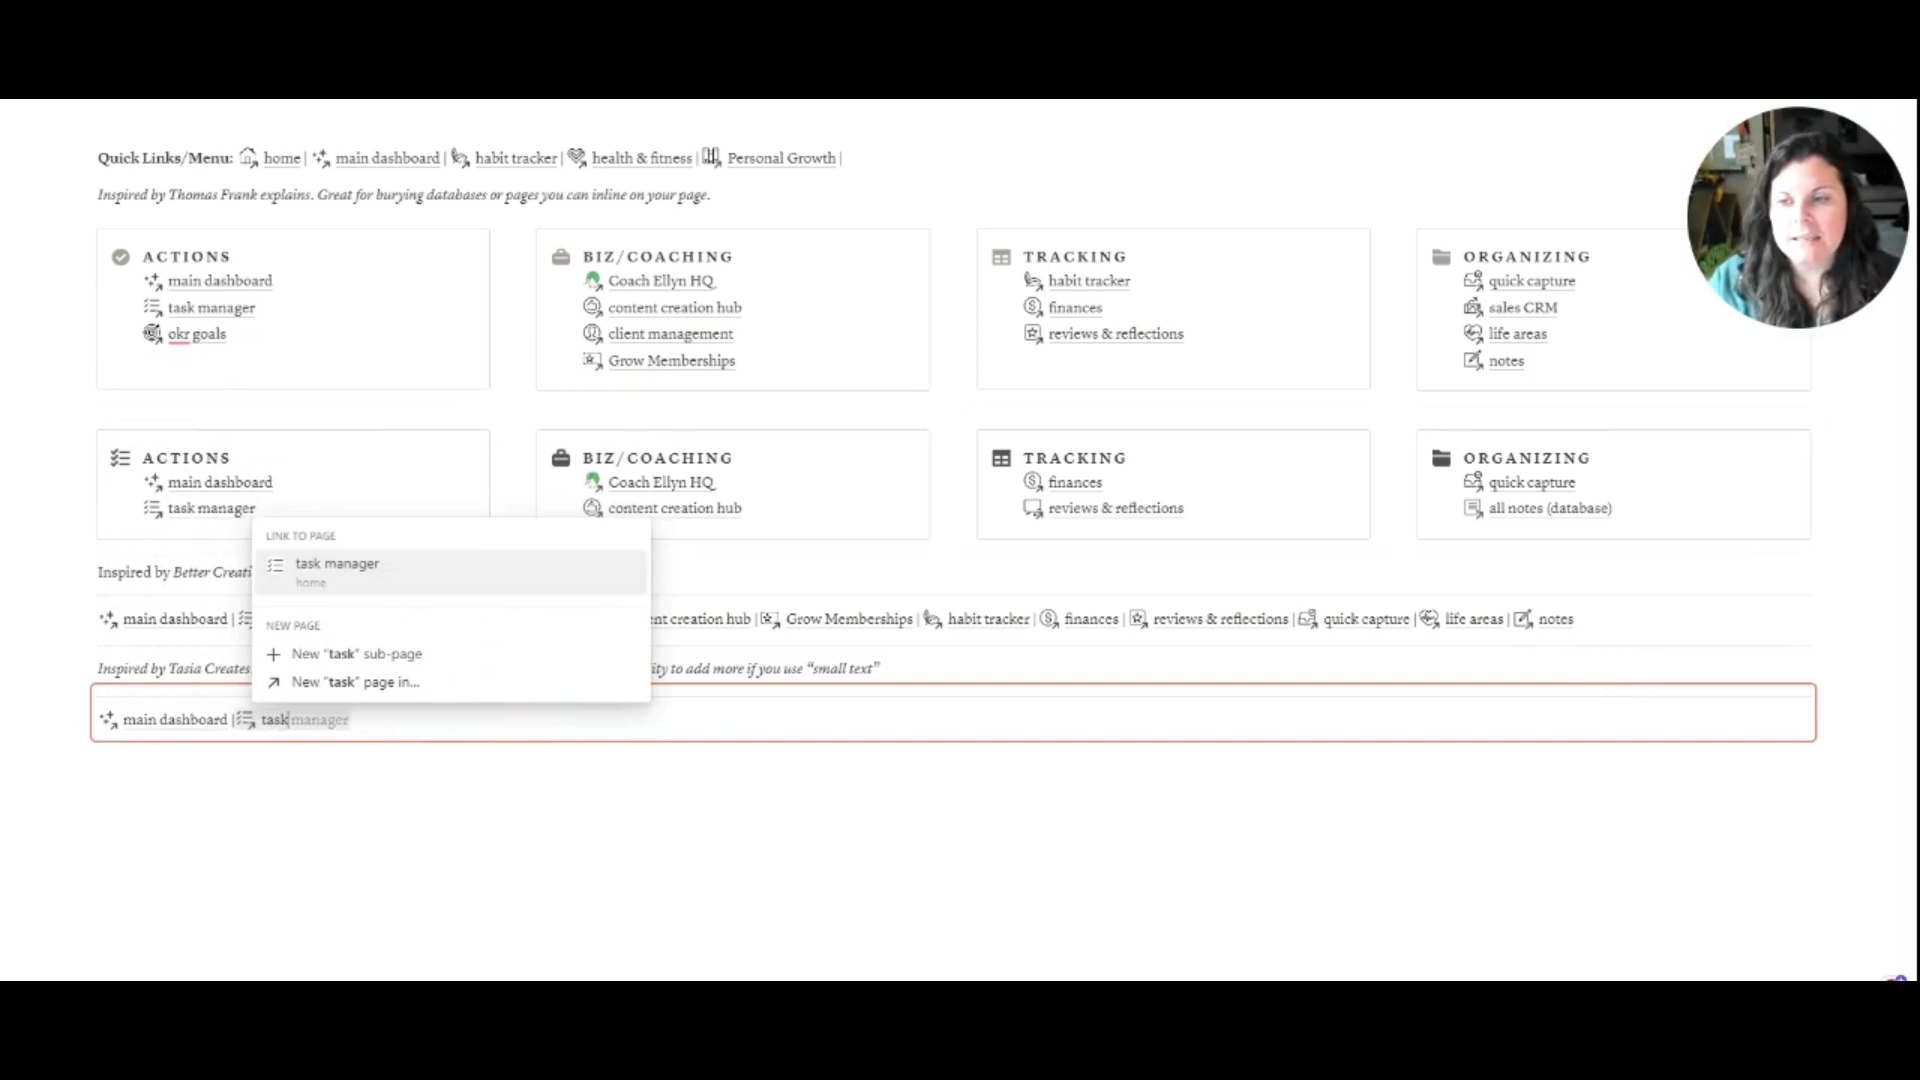 Quick Links/Menu: home | main dashboard | habit tracker | health & fitness | Personal Growth |
Inspired by Thomas Frank explains. Great for burying databases or pages you can inline on your page.
ACTIONS
main dashboard
task manager
okr goals
BIZ/COACHING
Coach Ellyn HQ
content creation hub
client management
Grow Memberships
TRACKING
habit tracker
finances
reviews & reflections
ORGANIZING
quick capture
sales CRM
life areas
notes
ACTIONS
main dashboard
task manager
BIZ/COACHING
Coach Ellyn HQ
content creation hub
TRACKING
finances
reviews & reflections
ORGANIZING
quick capture
all notes (database)
LINK TO PAGE
task manager
home
NEW PAGE
New "task" sub-page
New "task" page in...
Inspired by Better Creati
main dashboard | nt creation hub | Grow Memberships | habit tracker | finances | reviews & reflections | quick capture | life areas | notes
Inspired by Tasia Creates ity to add more if you use "small text"
main dashboard | task manager